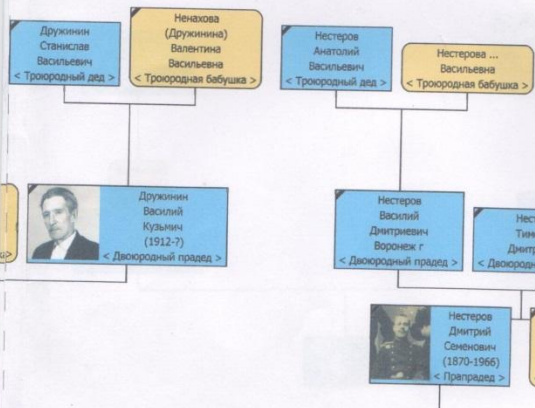 Дружинин
Станислав
Васильевич
< Троюродный дед >
Ненахова
(Дружинина)
Валентина
Васильевна
< Троюродная бабушка >
Нестеров
Анатолий
Васильевич
< Троюродный дед >
Нестерова ...
Васильевна
< Троюродная бабушка >
Дружинин
Василий
Кузьмич
(1912-?)
< Двоюродный прадед >
Нестеров
Василий
Дмитриевич
Воронеж г
< Двоюродный прадед >
Нестеров
Дмитрий
Семенович
(1870-1966)
< Прапрадед >